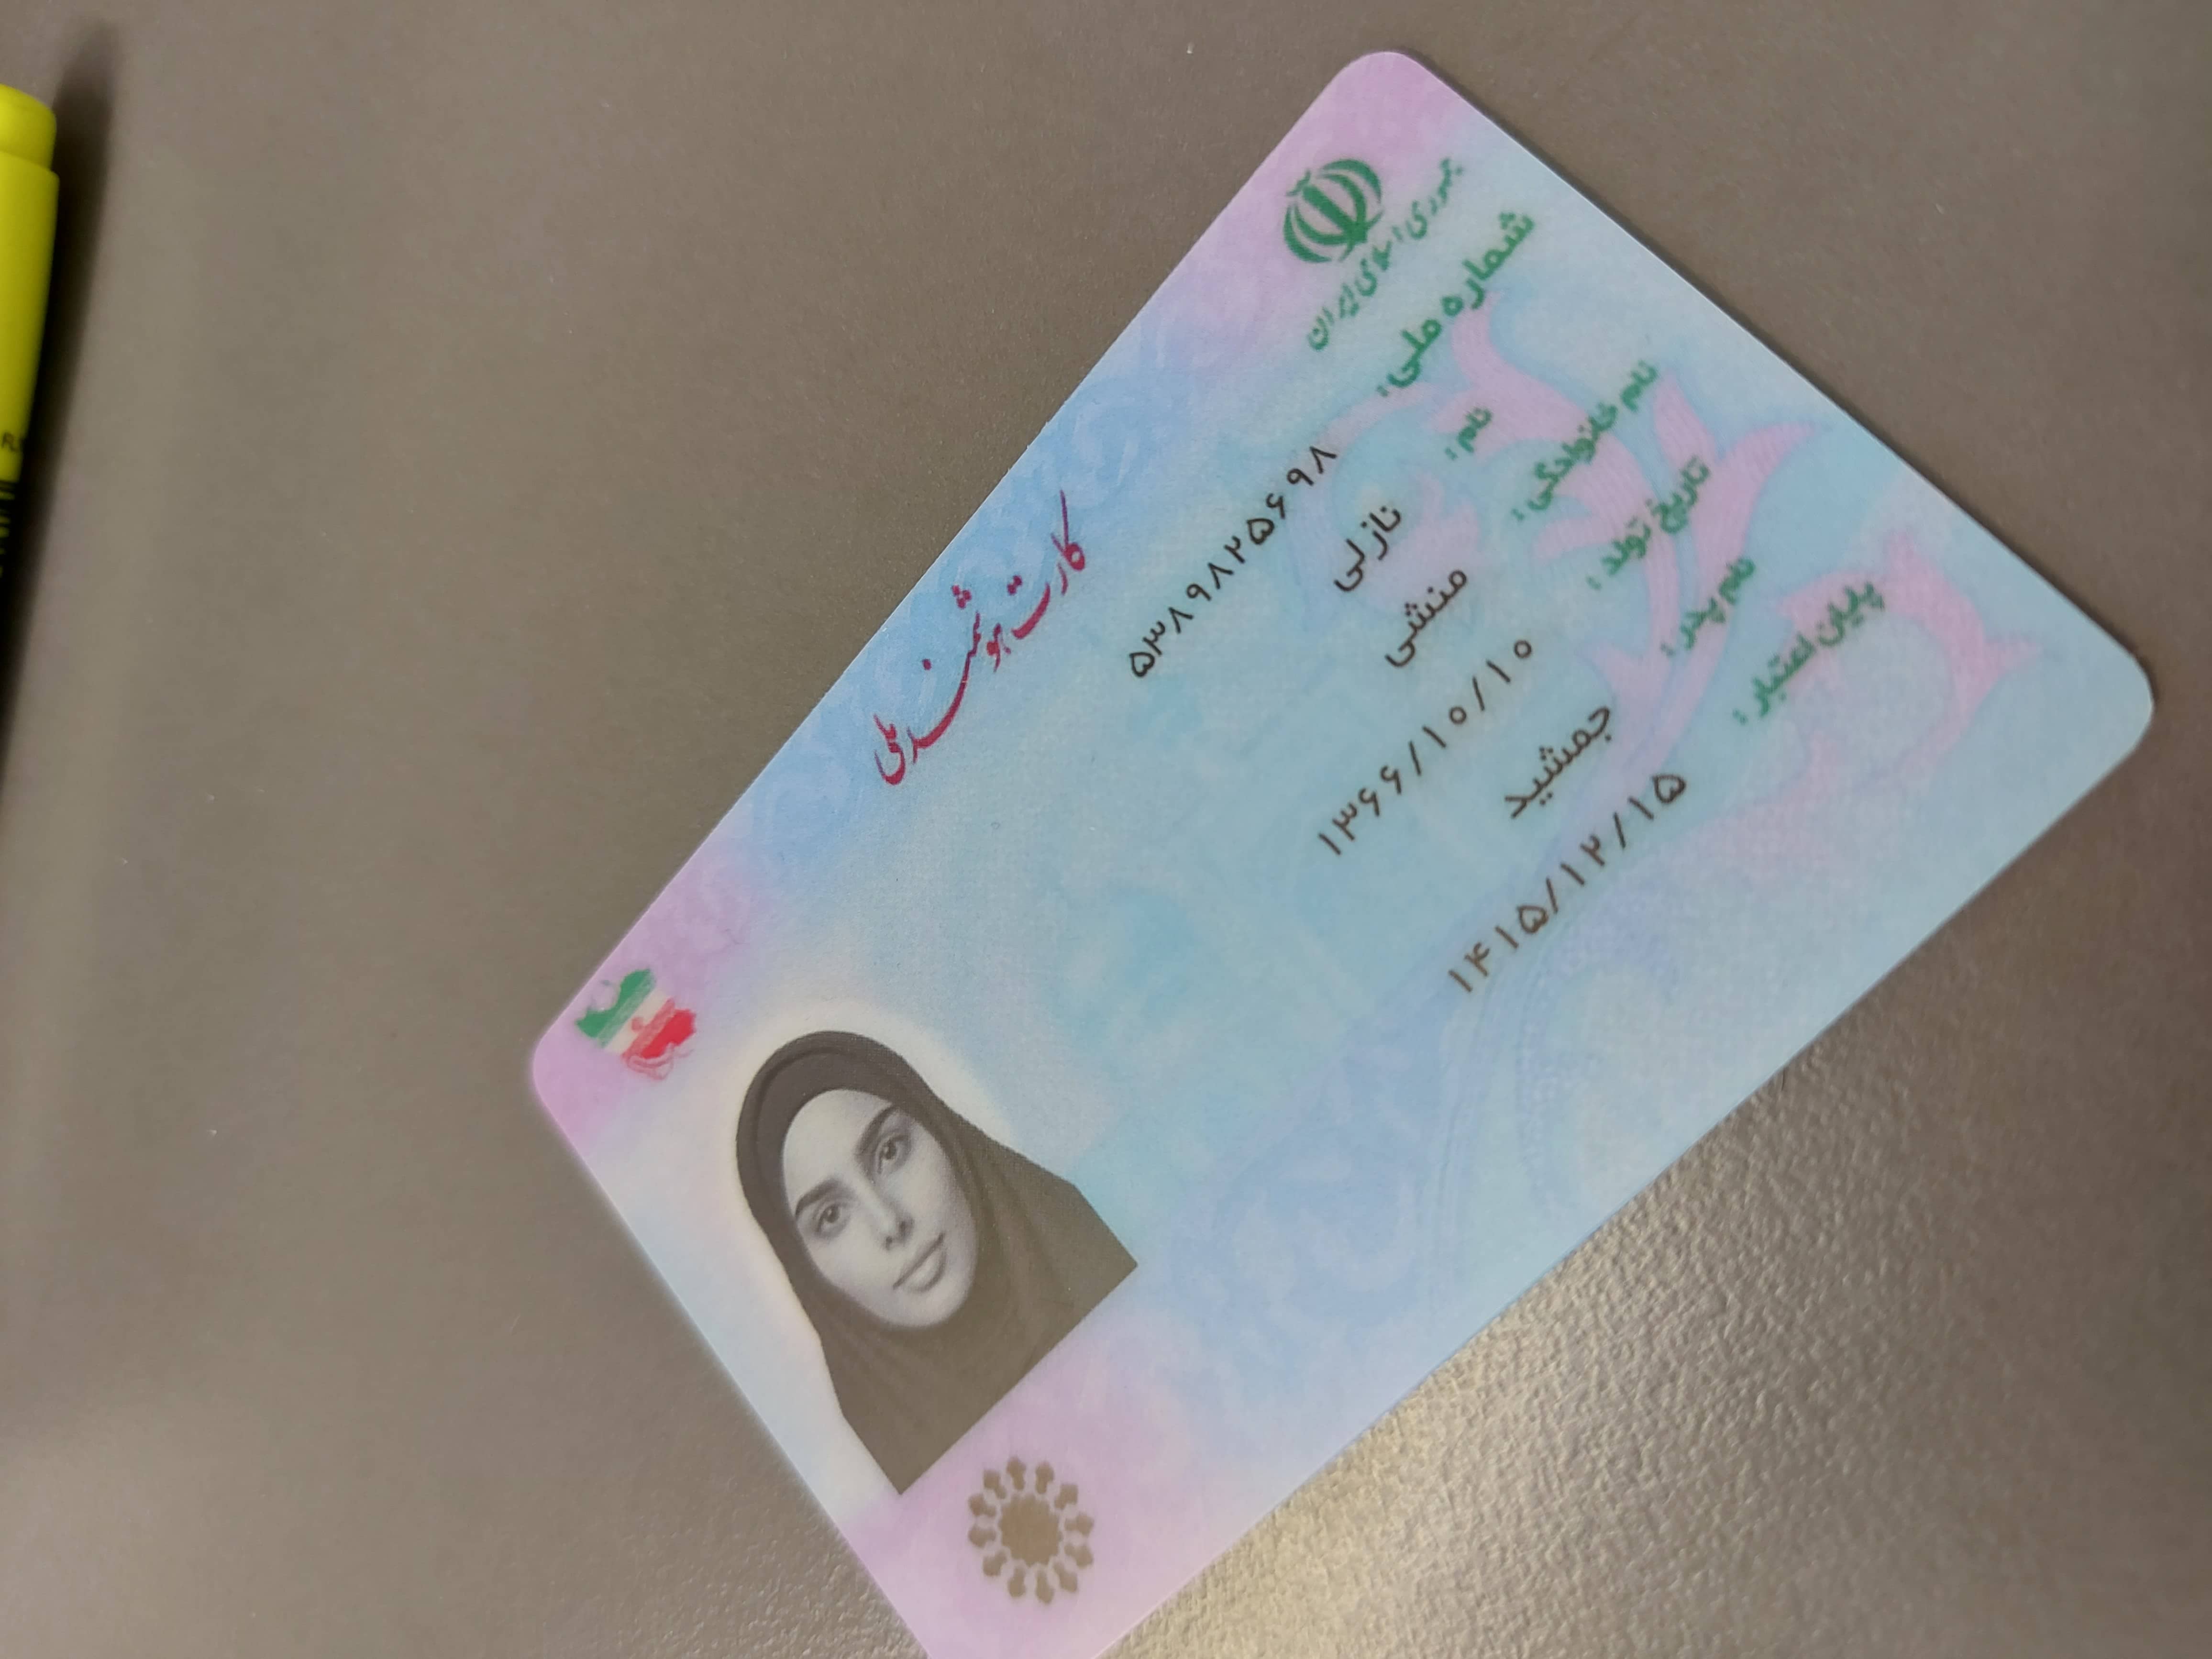 جمهوری اسلامی ایران
کارت هوشمند ملی
شماره ملی: ۵۳۸۹۸۲۵۶۹۸
نام: نازلی
نام خانوادگی: منشی
تاریخ تولد: ۱۳۶۶/۱۰/۱۰
نام پدر: جمشید
پایان اعتبار: ۱۴۱۵/۱۲/۱۵